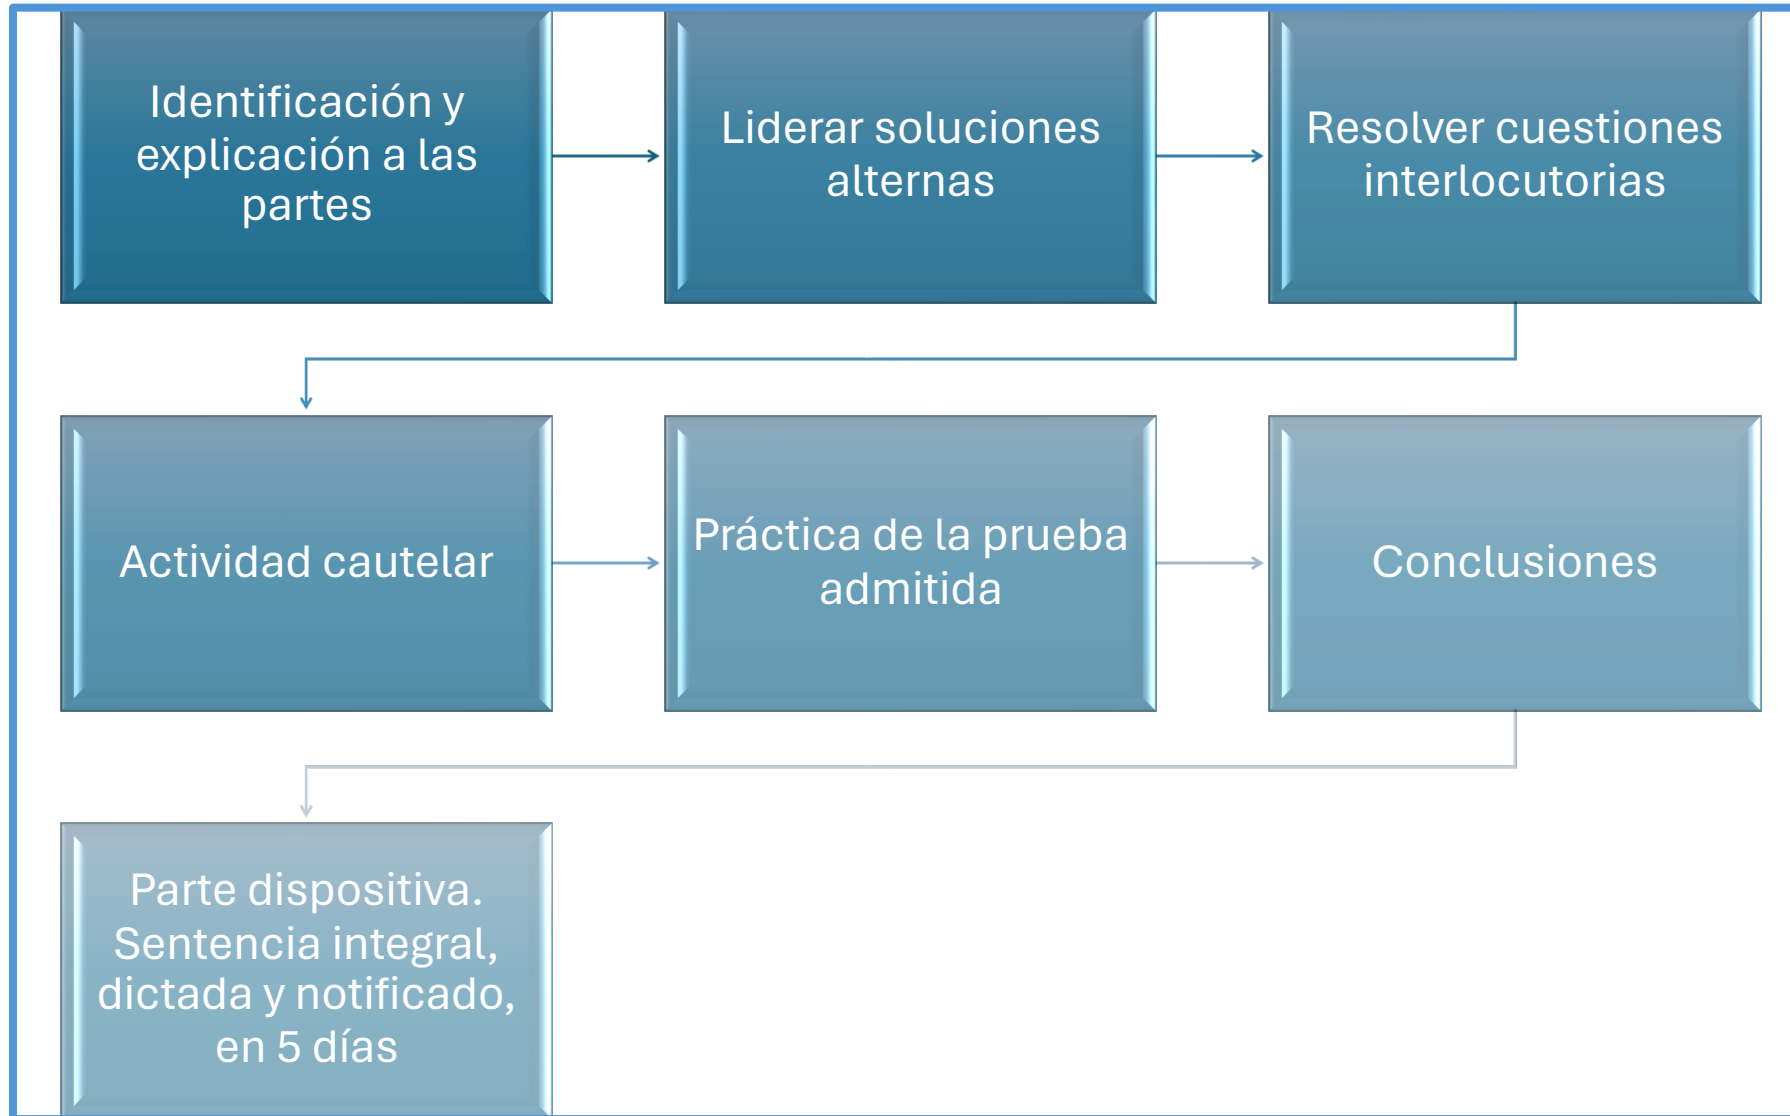 Identificación y
explicación a las
partes
Liderar soluciones
alternas
Resolver cuestiones
interlocutorias
Actividad cautelar
Práctica de la prueba
admitida
Conclusiones
Parte dispositiva.
Sentencia integral,
dictada y notificado,
en 5 días